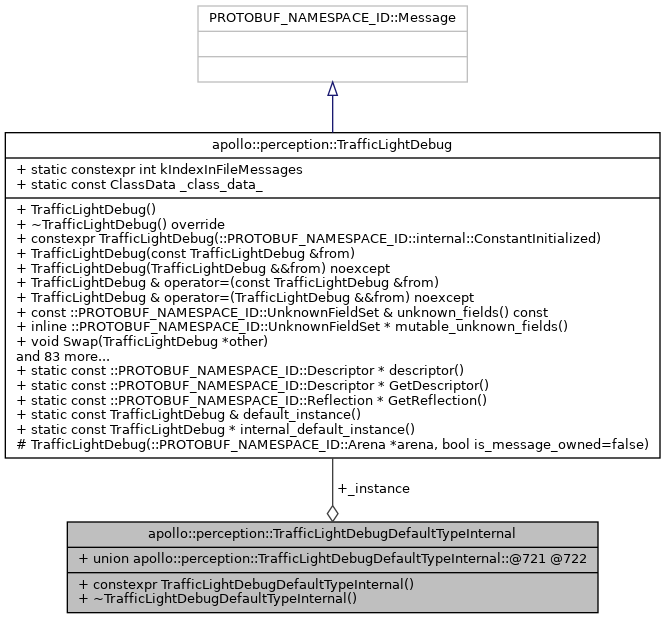 PROTOBUF_NAMESPACE_ID::Message
apollo::perception::TrafficLightDebug
+ static constexpr int kIndexInFileMessages
+ static const ClassData _class_data_
+ TrafficLightDebug()
+ ~TrafficLightDebug() override
+ constexpr TrafficLightDebug(::PROTOBUF_NAMESPACE_ID::internal::ConstantInitialized)
+ TrafficLightDebug(const TrafficLightDebug &from)
+ TrafficLightDebug(TrafficLightDebug &&from) noexcept
+ TrafficLightDebug & operator=(const TrafficLightDebug &from)
+ TrafficLightDebug & operator=(TrafficLightDebug &&from) noexcept
+ const ::PROTOBUF_NAMESPACE_ID::UnknownFieldSet & unknown_fields() const
+ inline ::PROTOBUF_NAMESPACE_ID::UnknownFieldSet * mutable_unknown_fields()
+ void Swap(TrafficLightDebug *other)
and 83 more...
+ static const ::PROTOBUF_NAMESPACE_ID::Descriptor * descriptor()
+ static const ::PROTOBUF_NAMESPACE_ID::Descriptor * GetDescriptor()
+ static const ::PROTOBUF_NAMESPACE_ID::Reflection * GetReflection()
+ static const TrafficLightDebug & default_instance()
+ static const TrafficLightDebug * internal_default_instance()
# TrafficLightDebug(::PROTOBUF_NAMESPACE_ID::Arena *arena, bool is_message_owned=false)
+_instance
apollo::perception::TrafficLightDebugDefaultTypeInternal
+ union apollo::perception::TrafficLightDebugDefaultTypeInternal::@721 @722
+ constexpr TrafficLightDebugDefaultTypeInternal()
+ ~TrafficLightDebugDefaultTypeInternal()